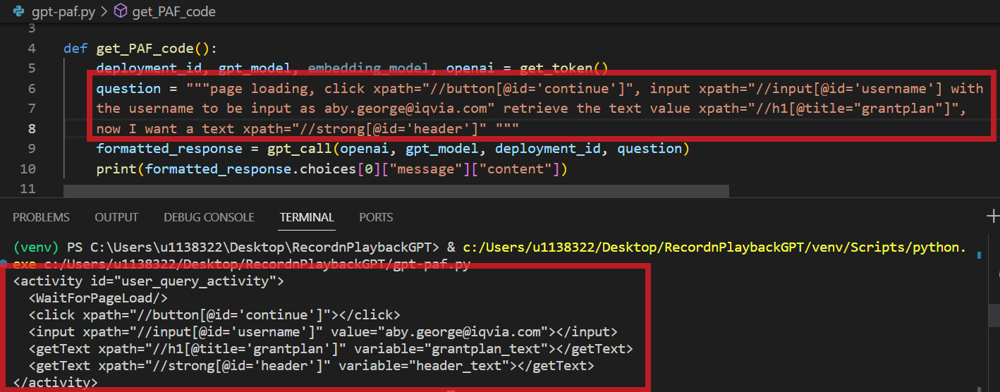 gpt-paf.py > get_PAF_code
3
4 def get_PAF_code():
5 deployment_id, gpt_model, embedding_model, openai = get_token()
6 question = """page loading, click xpath="//button[@id='continue']", input xpath="//input[@id='username'] with
7 the username to be input as aby.george@iqvia.com" retrieve the text value xpath="//h1[@title="grantplan"]",
8 now I want a text xpath="//strong[@id='header']" """
9 formatted_response = gpt_call(openai, gpt_model, deployment_id, question)
10 print(formatted_response.choices[0]["message"]["content"])
11
PROBLEMS OUTPUT DEBUG CONSOLE TERMINAL PORTS
(venv) PS C:\Users\u1138322\Desktop\RecordnPlaybackGPT> & c:/Users/u1138322/Desktop/RecordnPlaybackGPT/venv/Scripts/python.
exe c:/Users/u1138322/Desktop/RecordnPlaybackGPT/gpt-paf.py
<activity id="user_query_activity">
<WaitForPageLoad/>
<click xpath="//button[@id='continue']"></click>
<input xpath="//input[@id='username']" value="aby.george@iqvia.com"></input>
<getText xpath="//h1[@title='grantplan']" variable="grantplan_text"></getText>
<getText xpath="//strong[@id='header']" variable="header_text"></getText>
</activity>